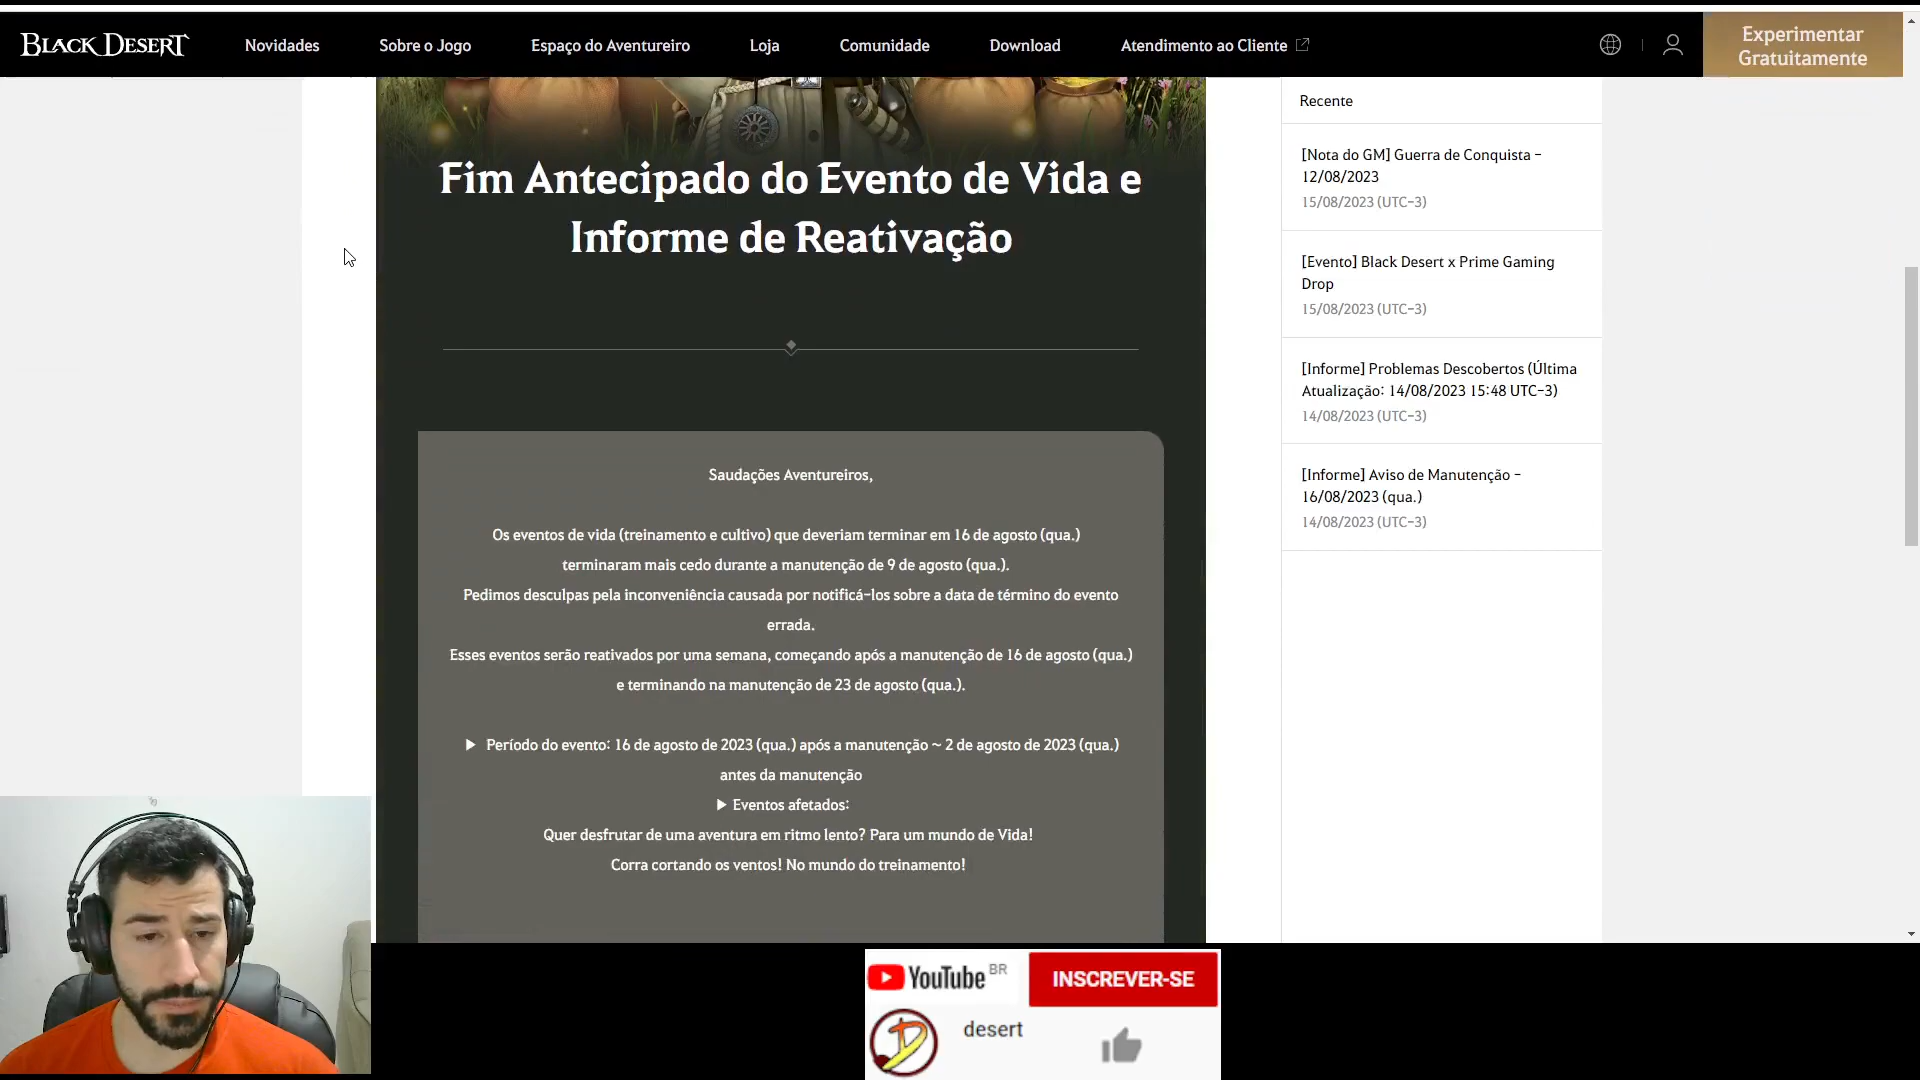 BLACK DESERT
Novidades
Sobre o Jogo
Espaço do Aventureiro
Loja
Comunidade
Download
Atendimento ao Cliente
Experimentar
Gratuitamente
Fim Antecipado do Evento de Vida e
Informe de Reativação
Saudações Aventureiros,
Os eventos de vida (treinamento e cultivo) que deveriam terminar em 16 de agosto (qua.)
terminaram mais cedo durante a manutenção de 9 de agosto (qua.).
Pedimos desculpas pela inconveniência causada por notificá-los sobre a data de término do evento
errada.
Esses eventos serão reativados por uma semana, começando após a manutenção de 16 de agosto (qua.)
e terminando na manutenção de 23 de agosto (qua.).
▶ Período do evento: 16 de agosto de 2023 (qua.) após a manutenção ~ 2 de agosto de 2023 (qua.)
antes da manutenção
▶ Eventos afetados:
Quer desfrutar de uma aventura em ritmo lento? Para um mundo de Vida!
Corra cortando os ventos! No mundo do treinamento!
Recente
[Nota do GM] Guerra de Conquista -
12/08/2023
15/08/2023 (UTC-3)
[Evento] Black Desert x Prime Gaming
Drop
15/08/2023 (UTC-3)
[Informe] Problemas Descobertos (Última
Atualização: 14/08/2023 15:48 UTC-3)
14/08/2023 (UTC-3)
[Informe] Aviso de Manutenção -
16/08/2023 (qua.)
14/08/2023 (UTC-3)
YouTube BR
INSCREVER-SE
desert